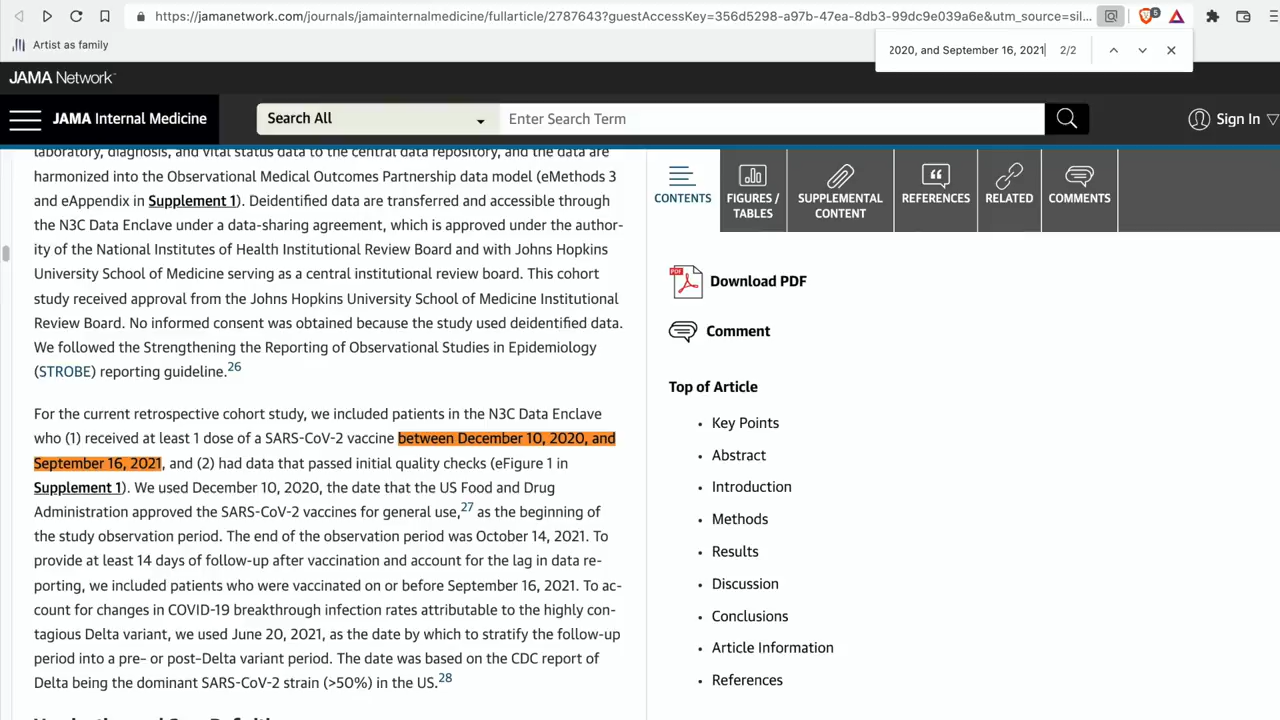 https://jamanetwork.com/journals/jamainternalmedicine/fullarticle/2787643?guestAccessKey=356d5298-a97b-47ea-8db3-99dc9e039a6e&utm_source=sil...
5
Artist as family
2020, and September 16, 2021
2/2
JAMA Network
JAMA Internal Medicine
Search All
Enter Search Term
Sign In
laboratory, diagnosis, and vital status data to the central data repository, and the data are
harmonized into the Observational Medical Outcomes Partnership data model (eMethods 3
and eAppendix in Supplement 1). Deidentified data are transferred and accessible through
the N3C Data Enclave under a data-sharing agreement, which is approved under the author-
ity of the National Institutes of Health Institutional Review Board and with Johns Hopkins
University School of Medicine serving as a central institutional review board. This cohort
study received approval from the Johns Hopkins University School of Medicine Institutional
Review Board. No informed consent was obtained because the study used deidentified data.
We followed the Strengthening the Reporting of Observational Studies in Epidemiology
(STROBE) reporting guideline.26
For the current retrospective cohort study, we included patients in the N3C Data Enclave
who (1) received at least 1 dose of a SARS-CoV-2 vaccine between December 10, 2020, and
September 16, 2021, and (2) had data that passed initial quality checks (eFigure 1 in
Supplement 1). We used December 10, 2020, the date that the US Food and Drug
Administration approved the SARS-CoV-2 vaccines for general use,27 as the beginning of
the study observation period. The end of the observation period was October 14, 2021. To
provide at least 14 days of follow-up after vaccination and account for the lag in data re-
porting, we included patients who were vaccinated on or before September 16, 2021. To ac-
count for changes in COVID-19 breakthrough infection rates attributable to the highly con-
tagious Delta variant, we used June 20, 2021, as the date by which to stratify the follow-up
period into a pre- or post-Delta variant period. The date was based on the CDC report of
Delta being the dominant SARS-CoV-2 strain (>50%) in the US.28
CONTENTS
FIGURES /
TABLES
SUPPLEMENTAL
CONTENT
REFERENCES
RELATED
COMMENTS
PDF
Download PDF
Comment
Top of Article
• Key Points
• Abstract
• Introduction
• Methods
• Results
• Discussion
• Conclusions
• Article Information
• References